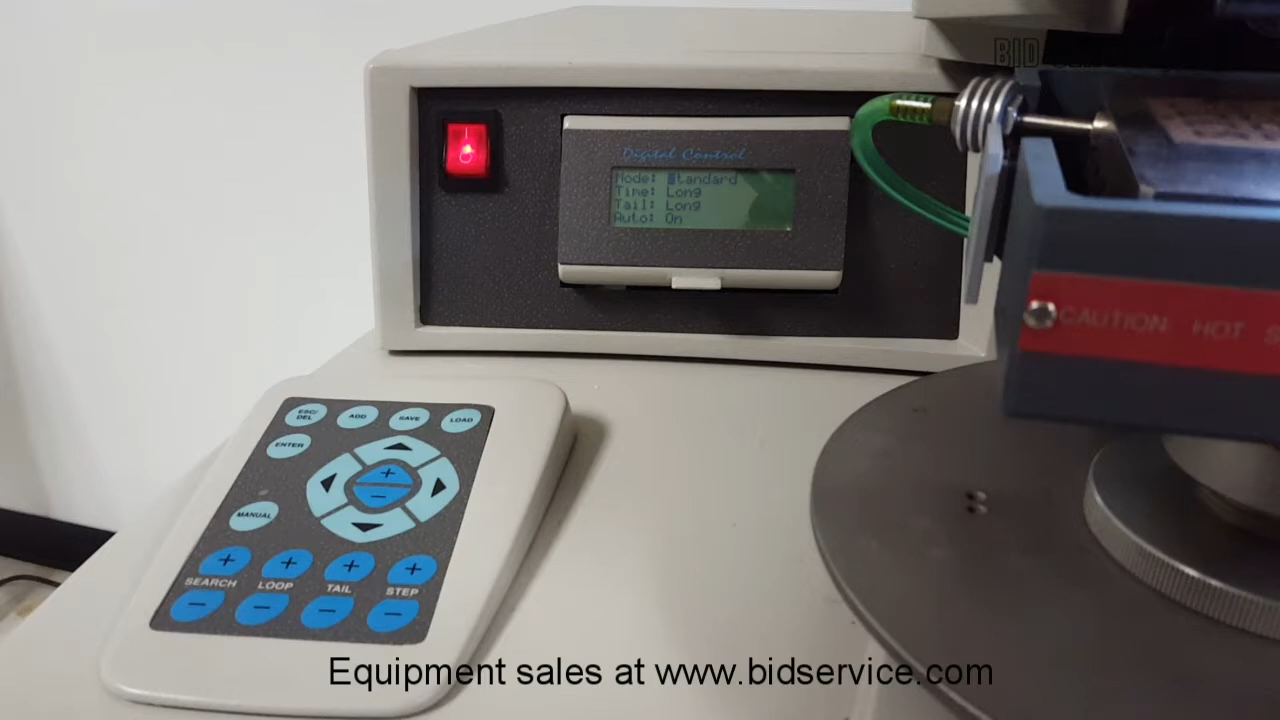 BID
Digital Control
Mode: Standard
Time: Long
Tail: Long
Auto: On
CAUTION: HOT
ESC/
DEL
ADD
SAVE
LOAD
ENTER
+
−
MANUAL
+ + + +
SEARCH LOOP TAIL STEP
− − − −
Equipment sales at www.bidservice.com